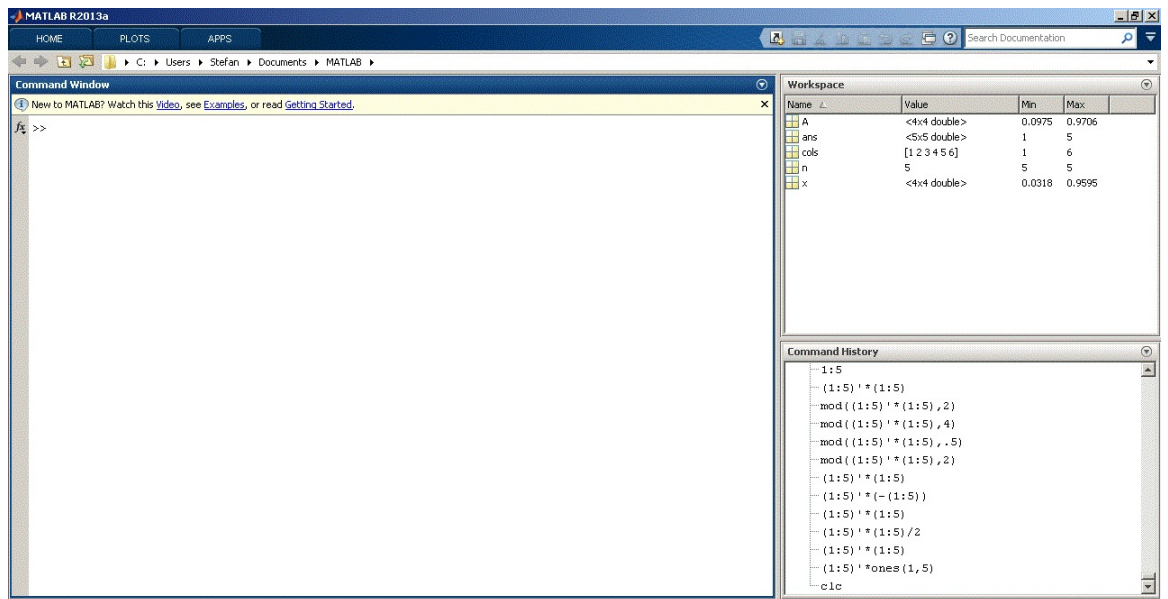 MATLAB R2013a
HOME PLOTS APPS Search Documentation
C: Users Stefan Documents MATLAB
Command Window
New to MATLAB? Watch this Video, see Examples, or read Getting Started.
fx >>
Workspace
Name Value Min Max
A <4x4 double> 0.0975 0.9706
ans <5x5 double> 1 5
cols [1 2 3 4 5 6] 1 6
n 5 5 5
x <4x4 double> 0.0318 0.9595
Command History
1:5
(1:5)'*(1:5)
mod((1:5)'*(1:5),2)
mod((1:5)'*(1:5),4)
mod((1:5)'*(1:5),.5)
mod((1:5)'*(1:5),2)
(1:5)'*(1:5)
(1:5)'*(-(1:5))
(1:5)'*(1:5)
(1:5)'*(1:5)/2
(1:5)'*(1:5)
(1:5)'*ones(1,5)
clc